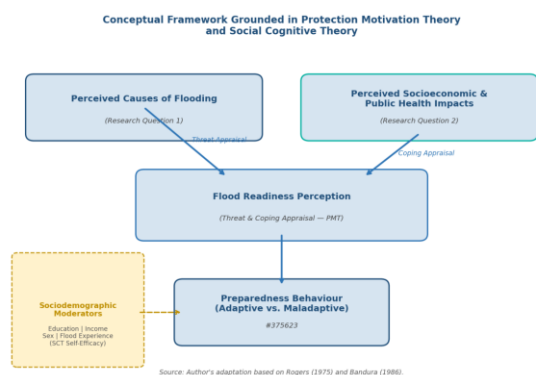 Conceptual Framework Grounded in Protection Motivation Theory
and Social Cognitive Theory
Perceived Causes of Flooding
(Research Question 1)
Perceived Socioeconomic &
Public Health Impacts
(Research Question 2)
Threat Appraisal
Coping Appraisal
Flood Readiness Perception
(Threat & Coping Appraisal — PMT)
Sociodemographic
Moderators
Education | Income
Sex | Flood Experience
(SCT Self-Efficacy)
Preparedness Behaviour
(Adaptive vs. Maladaptive)
#375623
Source: Author's adaptation based on Rogers (1975) and Bandura (1986).